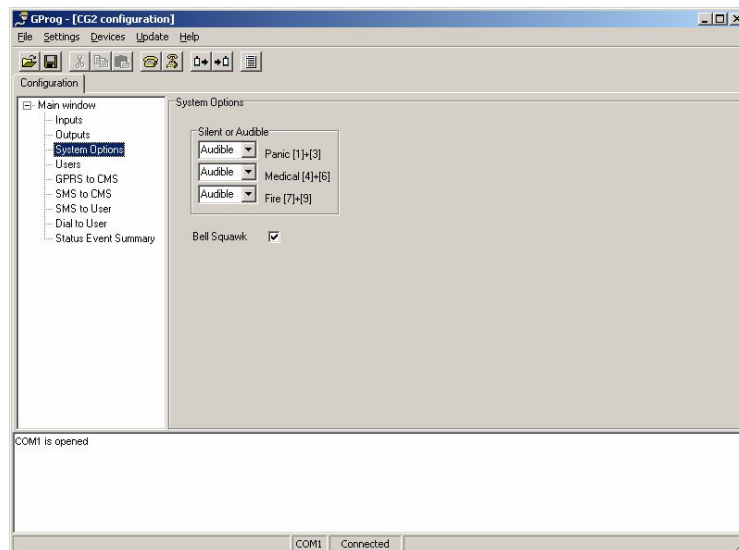 GProg - [CG2 configuration]
File Settings Devices Update Help
Configuration
Main window
Inputs
Outputs
System Options
Users
GPRS to CMS
SMS to CMS
SMS to User
Dial to User
Status Event Summary
System Options
Silent or Audible
Audible Panic [1]+[3]
Audible Medical [4]+[6]
Audible Fire [7]+[9]
Bell Squawk
COM1 is opened
COM1 Connected